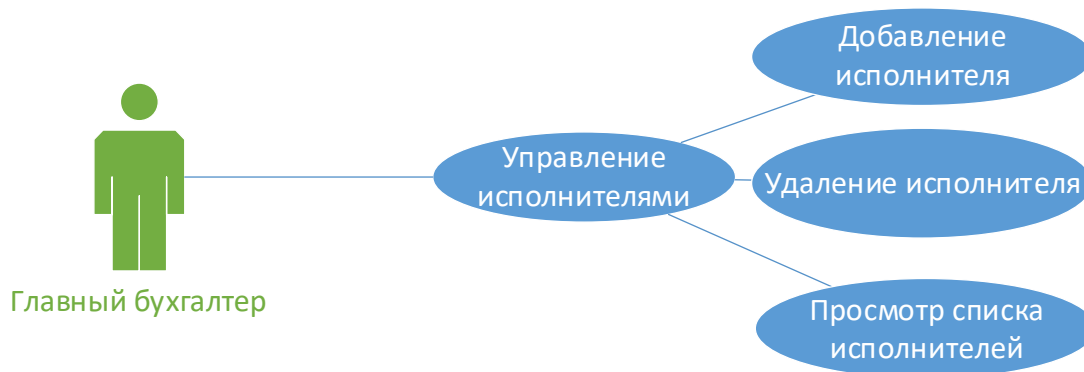 Добавление
исполнителя
Управление
исполнителями
Удаление исполнителя
Главный бухгалтер
Просмотр списка
исполнителей